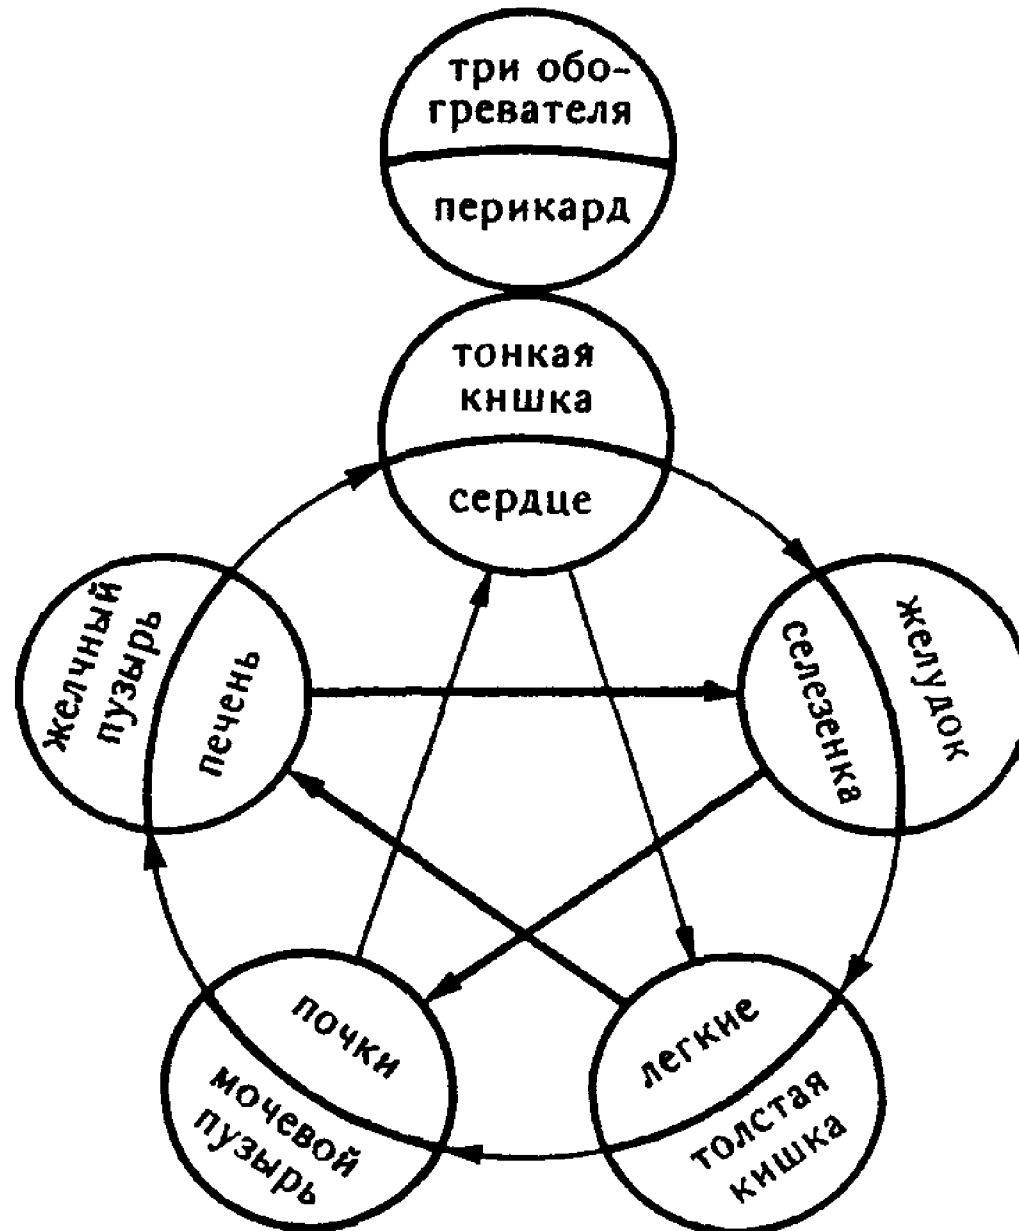 три обо-
гревателя
перикард
тонкая
кншка
сердце
желчный
пузырь
печень
селезенка
желудок
почки
мочевой
пузырь
легкие
толстая
кишка